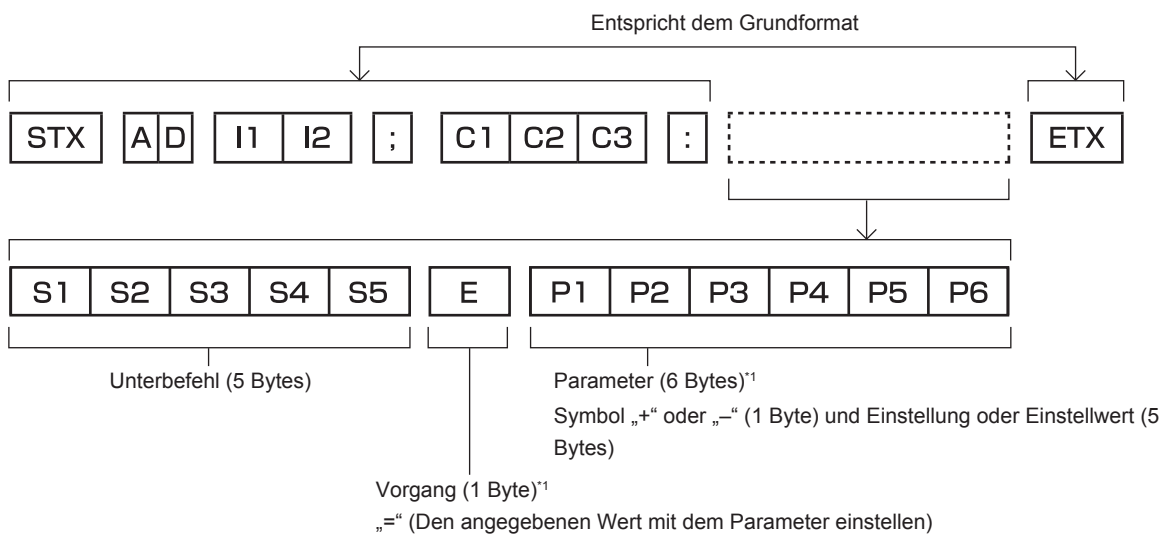 Entspricht dem Grundformat
STX A D I1 I2 ; C1 C2 C3 : ETX
S1 S2 S3 S4 S5 E P1 P2 P3 P4 P5 P6
Unterbefehl (5 Bytes)
Parameter (6 Bytes)*1
Symbol „+“ oder „–“ (1 Byte) und Einstellung oder Einstellwert (5
Bytes)
Vorgang (1 Byte)*1
„=“ (Den angegebenen Wert mit dem Parameter einstellen)